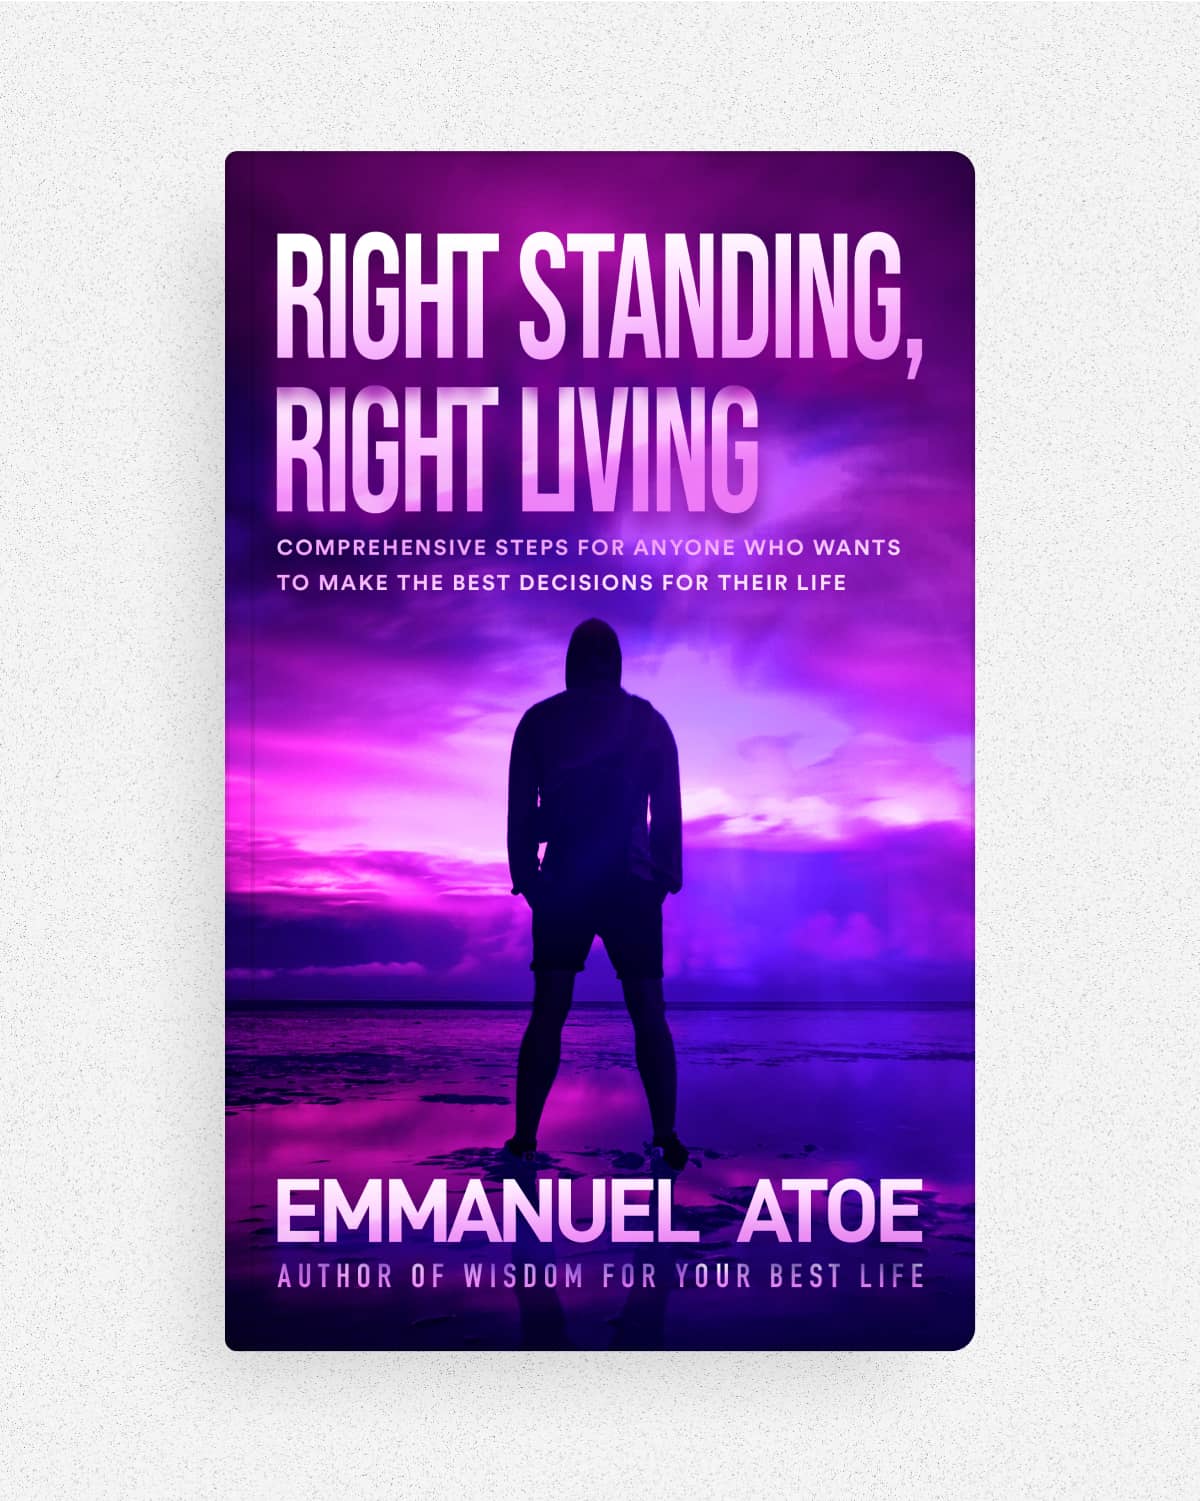 RIGHT STANDING,
RIGHT LIVING
COMPREHENSIVE STEPS FOR ANYONE WHO WANTS
TO MAKE THE BEST DECISIONS FOR THEIR LIFE
EMMANUEL ATOE
AUTHOR OF WISDOM FOR YOUR BEST LIFE